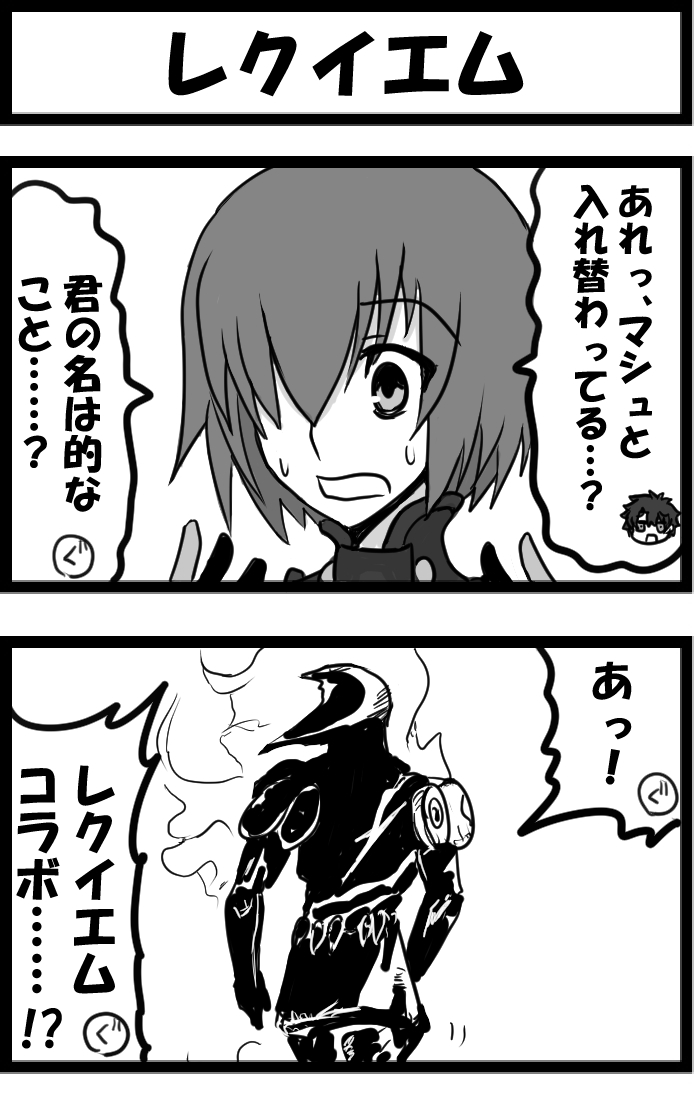 レクイエム
あれっ、マシュと
入れ替わってる…?
君の名は的な
こと……?
ぐ
あっ!
ぐ
レクイエム
コラボ……
!?
ぐ